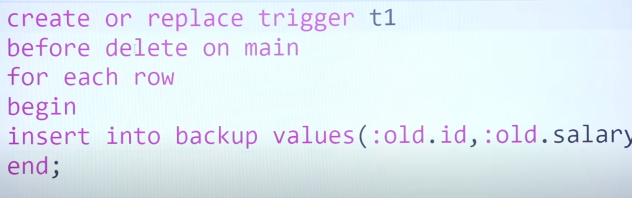 create or replace trigger t1
before delete on main
for each row
begin
insert into backup values(:old.id,:old.salary
end;